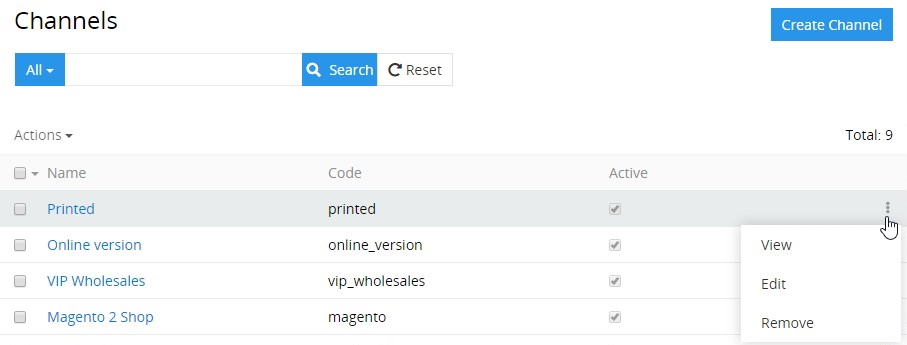 Channels
Create Channel
All Search Reset
Actions Total: 9
Name Code Active
Printed printed
Online version online_version
View
VIP Wholesales vip_wholesales
Edit
Magento 2 Shop magento
Remove